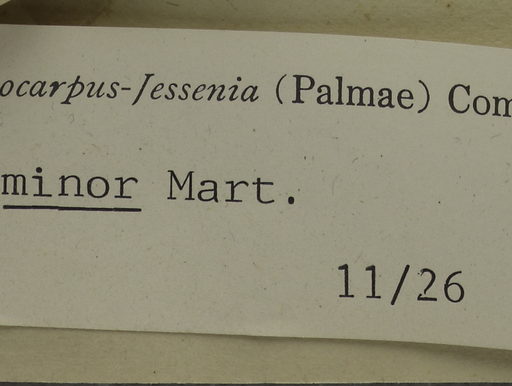 ocarpus-Jessenia (Palmae) Com
minor Mart.
11/26